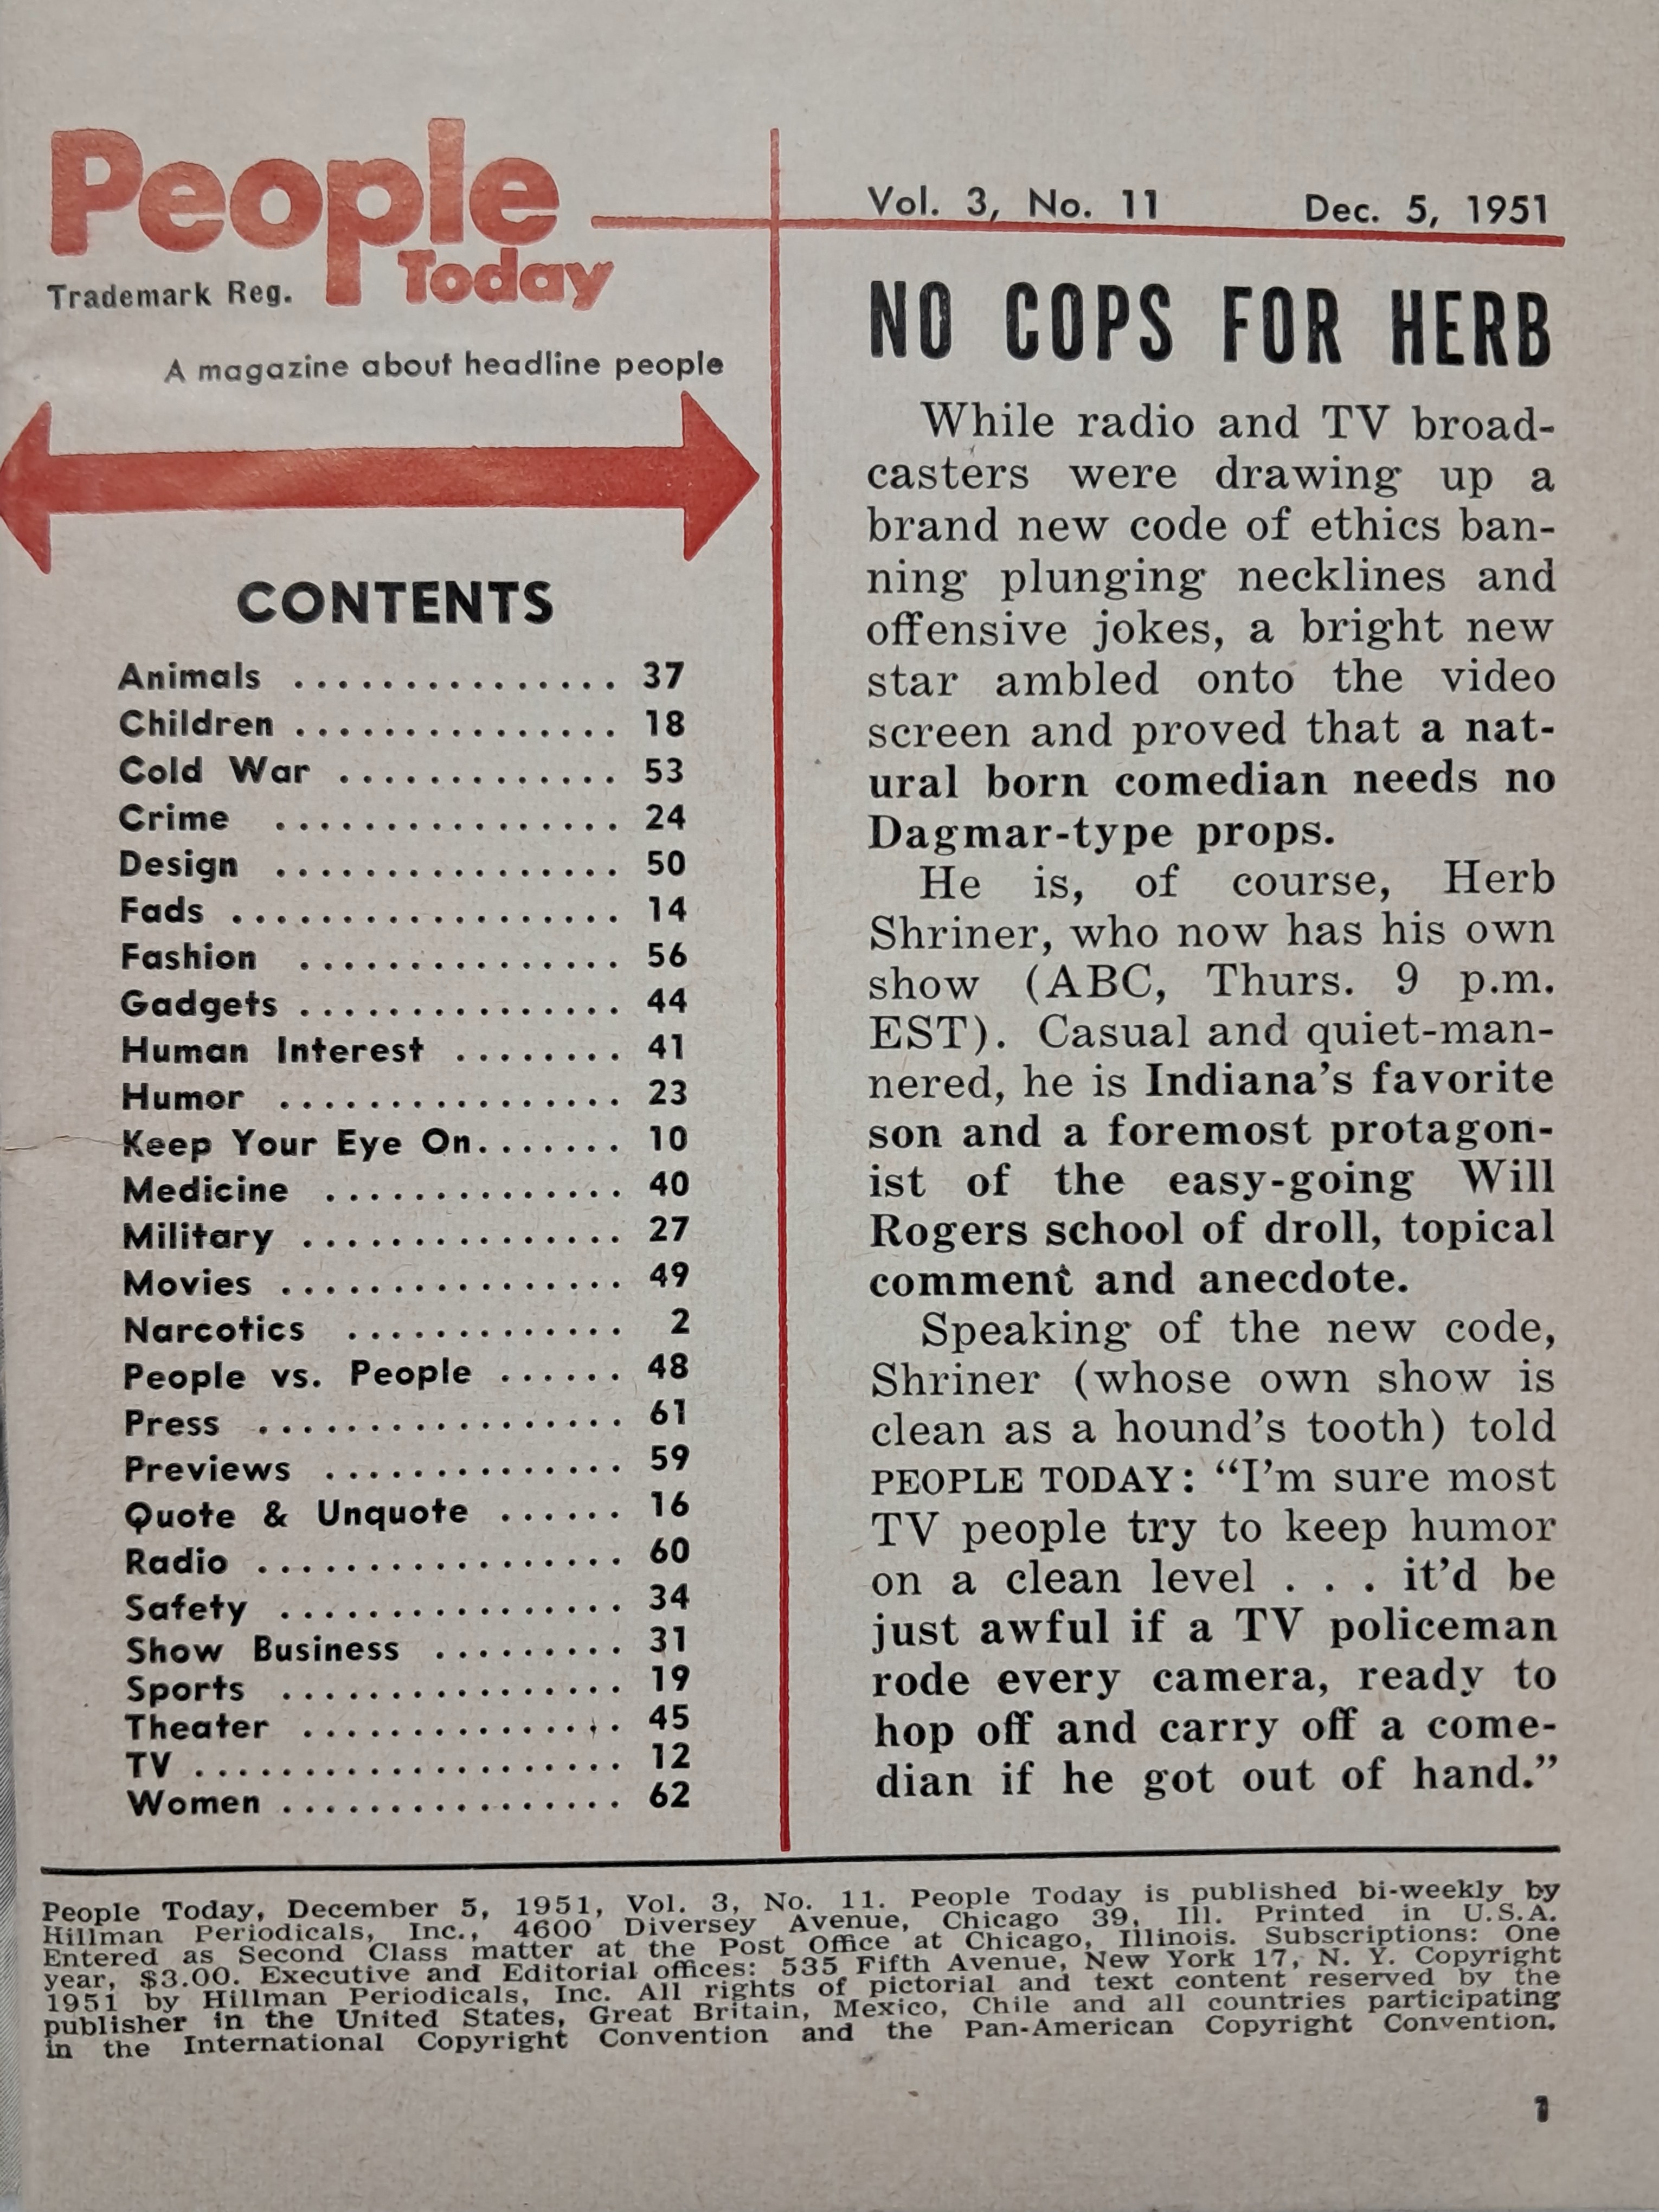 People
Today
Trademark Reg.
A magazine about headline people
CONTENTS
Animals ............... 37
Children ............... 18
Cold War ............. 53
Crime ................ 24
Design ................ 50
Fads .................. 14
Fashion ............... 56
Gadgets ............... 44
Human Interest ........ 41
Humor ................ 23
Keep Your Eye On....... 10
Medicine .............. 40
Military ............... 27
Movies ................ 49
Narcotics ............. 2
People vs. People ...... 48
Press ................. 61
Previews .............. 59
Quote & Unquote ...... 16
Radio ................. 60
Safety ................ 34
Show Business ......... 31
Sports ................ 19
Theater ............... 45
TV .................... 12
Women ................ 62
Vol. 3, No. 11 Dec. 5, 1951
NO COPS FOR HERB
While radio and TV broad-
casters were drawing up a
brand new code of ethics ban-
ning plunging necklines and
offensive jokes, a bright new
star ambled onto the video
screen and proved that a nat-
ural born comedian needs no
Dagmar-type props.
He is, of course, Herb
Shriner, who now has his own
show (ABC, Thurs. 9 p.m.
EST). Casual and quiet-man-
nered, he is Indiana's favorite
son and a foremost protagon-
ist of the easy-going Will
Rogers school of droll, topical
comment and anecdote.
Speaking of the new code,
Shriner (whose own show is
clean as a hound's tooth) told
PEOPLE TODAY: "I'm sure most
TV people try to keep humor
on a clean level . . . it'd be
just awful if a TV policeman
rode every camera, ready to
hop off and carry off a come-
dian if he got out of hand."
People Today, December 5, 1951, Vol. 3, No. 11. People Today is published bi-weekly by
Hillman Periodicals, Inc., 4600 Diversey Avenue, Chicago 39, Ill. Printed in U.S.A.
Entered as Second Class matter at the Post Office at Chicago, Illinois. Subscriptions: One
year, $3.00. Executive and Editorial offices: 535 Fifth Avenue, New York 17, N. Y. Copyright
1951 by Hillman Periodicals, Inc. All rights of pictorial and text content reserved by the
publisher in the United States, Great Britain, Mexico, Chile and all countries participating
in the International Copyright Convention and the Pan-American Copyright Convention.
1